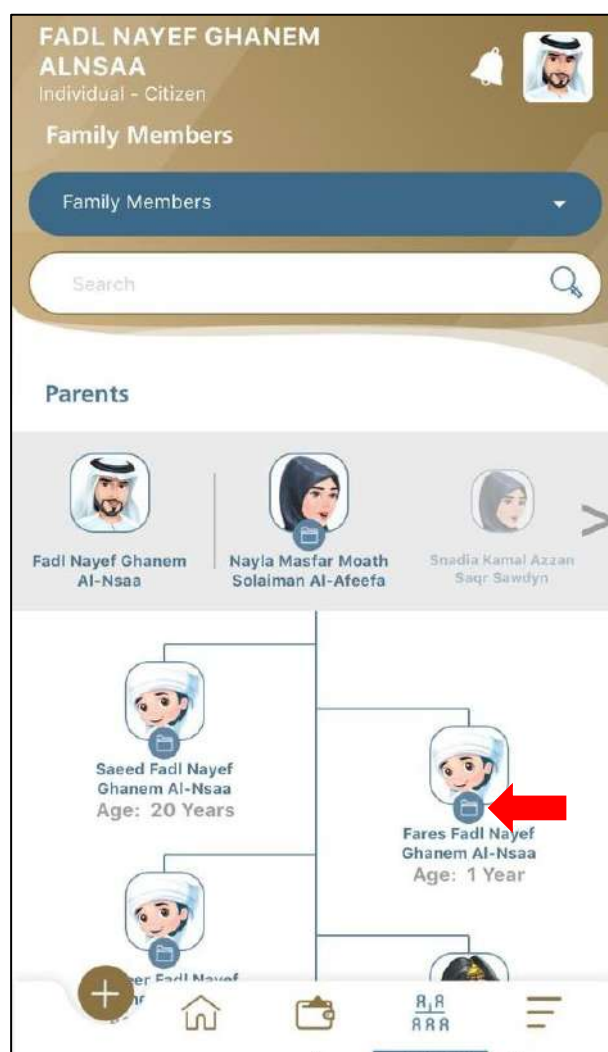 FADL NAYEF GHANEM
ALNSAA
Individual - Citizen
Family Members
Family Members
Search
Parents
Fadl Nayef Ghanem
Al-Nsaa
Nayla Masfar Moath
Solaiman Al-Afeefa
Snadia Kamal Azzan
Saqr Sawdyn
>
Saeed Fadl Nayef
Ghanem Al-Nsaa
Age: 20 Years
Fares Fadl Nayef
Ghanem Al-Nsaa
Age: 1 Year
Fadl Nayef